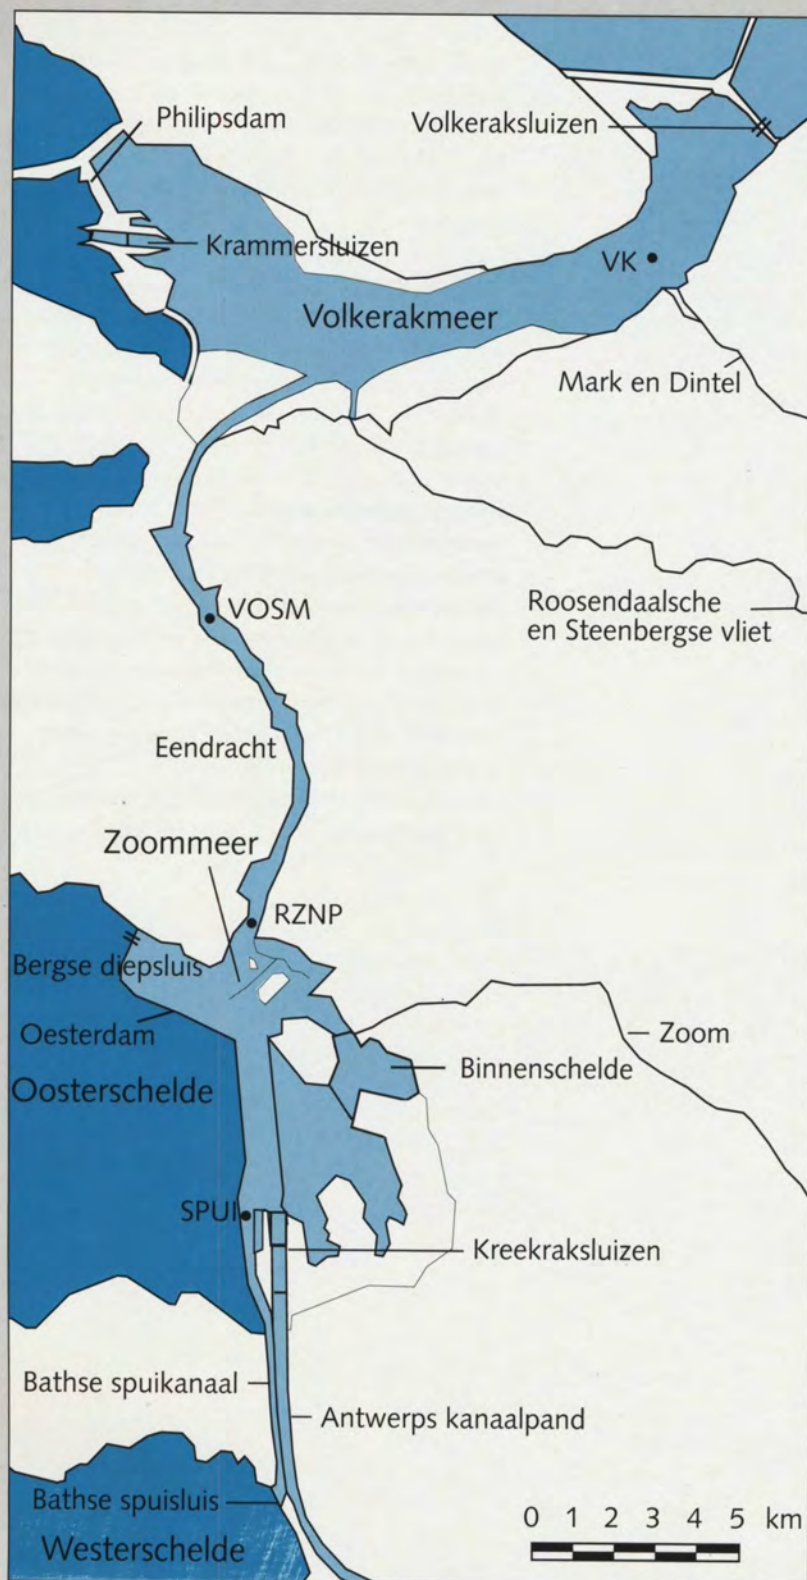 Philipsdam
Volkeraksluizen
Krammersluizen
VK
Volkerakmeer
Mark en Dintel
VOSM
Roosendaalsche
en Steenbergse vliet
Eendracht
Zoommeer
RZNP
Bergse diepsluis
Oesterdam
Zoom
Binnenschelde
Oosterschelde
SPUI
Kreekraksluizen
Bathse spuikanaal
Antwerps kanaalpand
Bathse spuisluis
Westerschelde
0 1 2 3 4 5 km